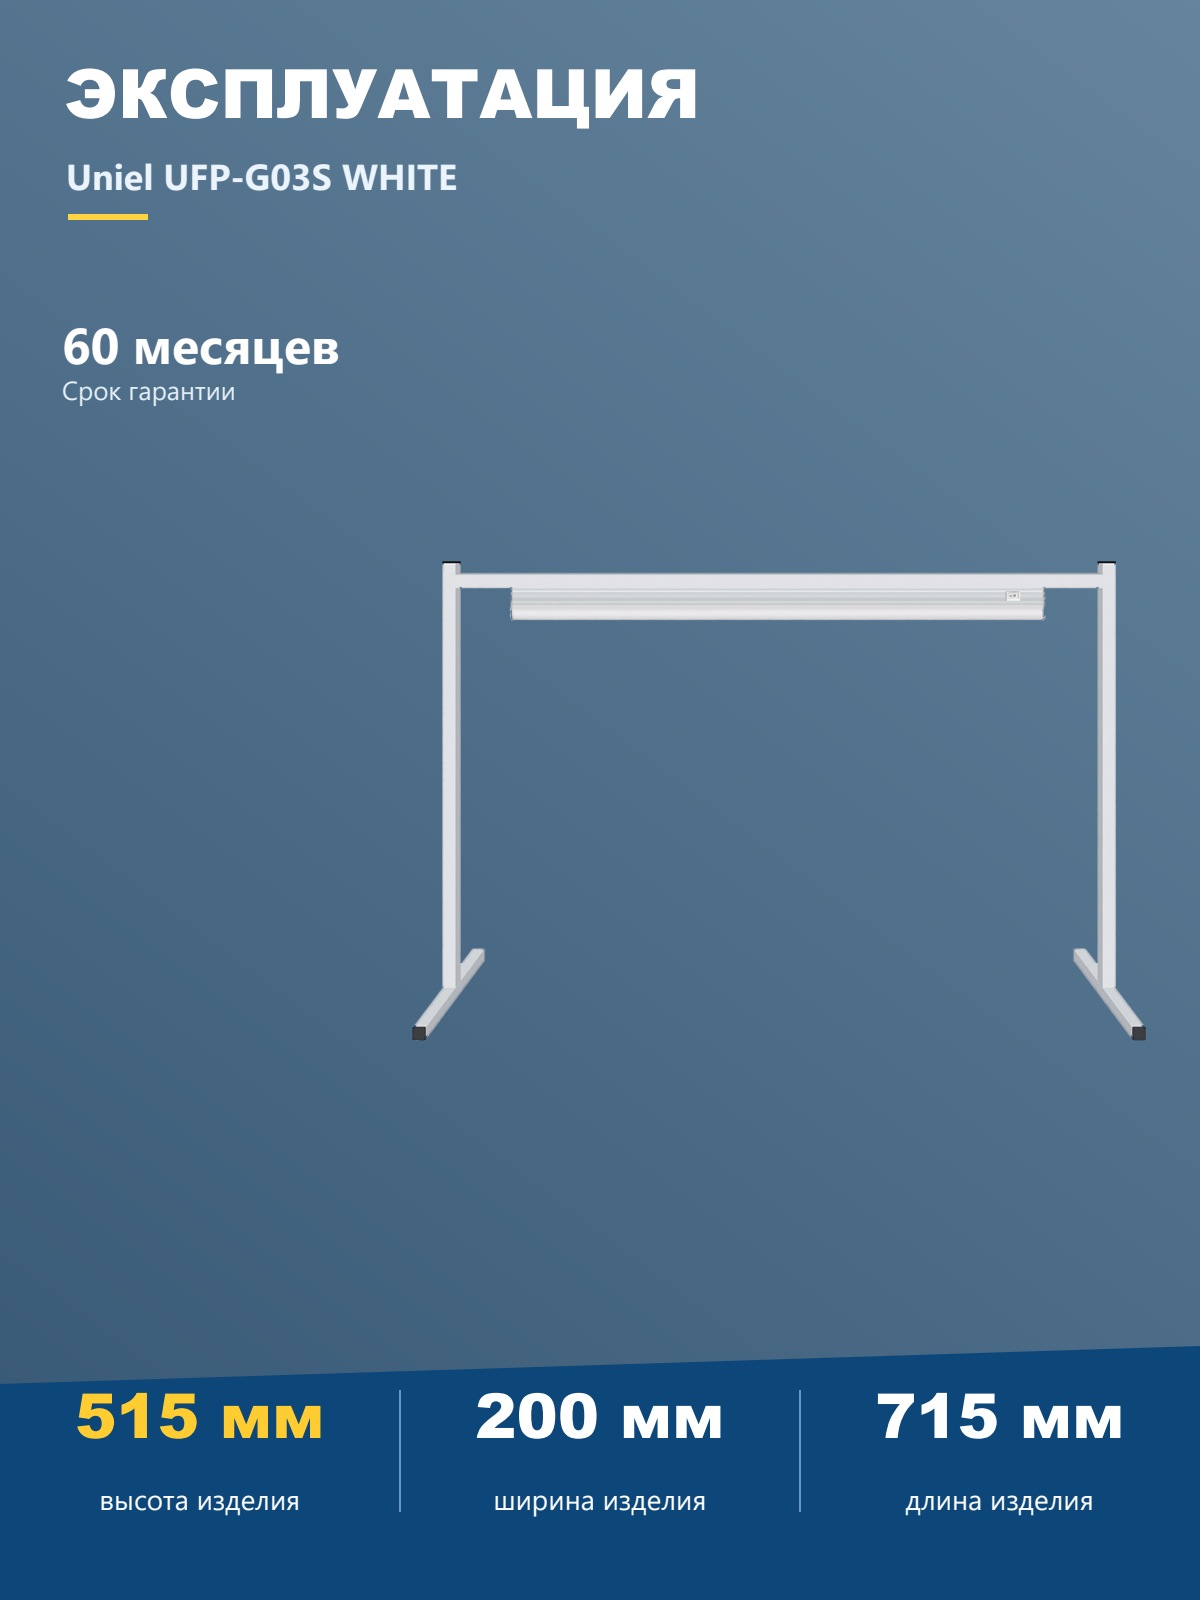 ЭКСПЛУАТАЦИЯ
Uniel UFP-G03S WHITE
60 месяцев
Срок гарантии
515 мм
высота изделия
200 мм
ширина изделия
715 мм
длина изделия